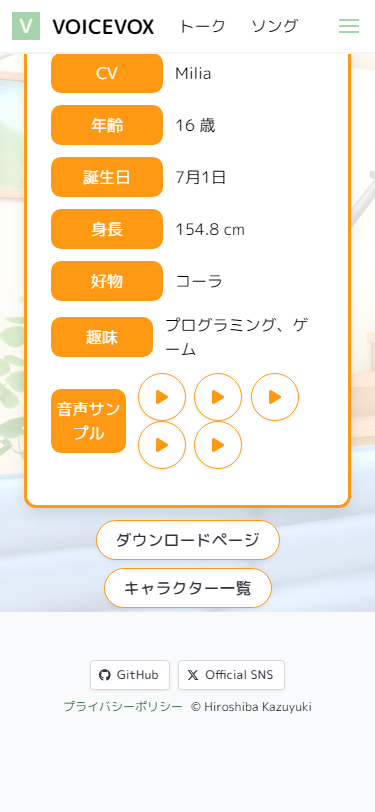 V VOICEVOX トーク ソング
CV Milia
年齢 16 歳
誕生日 7月1日
身長 154.8 cm
好物 コーラ
趣味 プログラミング、ゲ
ーム
音声サン
プル
ダウンロードページ
キャラクター一覧
GitHub Official SNS
プライバシーポリシー © Hiroshiba Kazuyuki